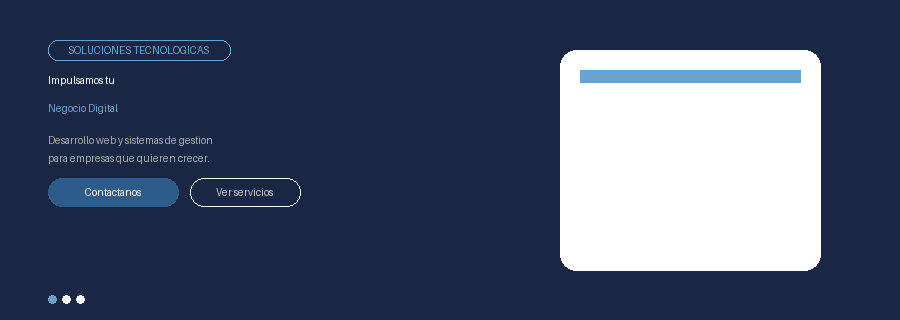 SOLUCIONES TECNOLOGICAS
Impulsamos tu
Negocio Digital
Desarrollo web y sistemas de gestion
para empresas que quieren crecer.
Contactanos
Ver servicios